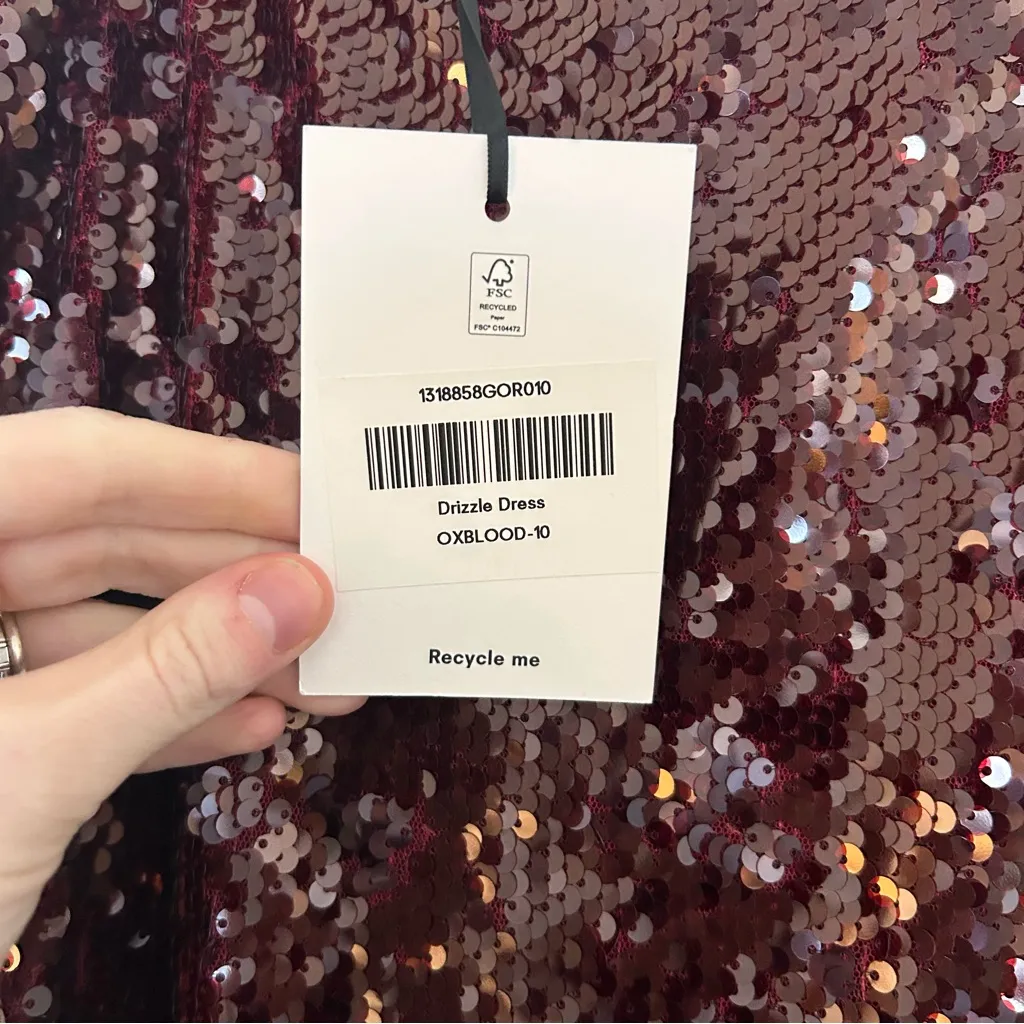 FSC
RECYCLED
Paper
FSC® C104472
1318858GOR010
Drizzle Dress
OXBLOOD-10
Recycle me